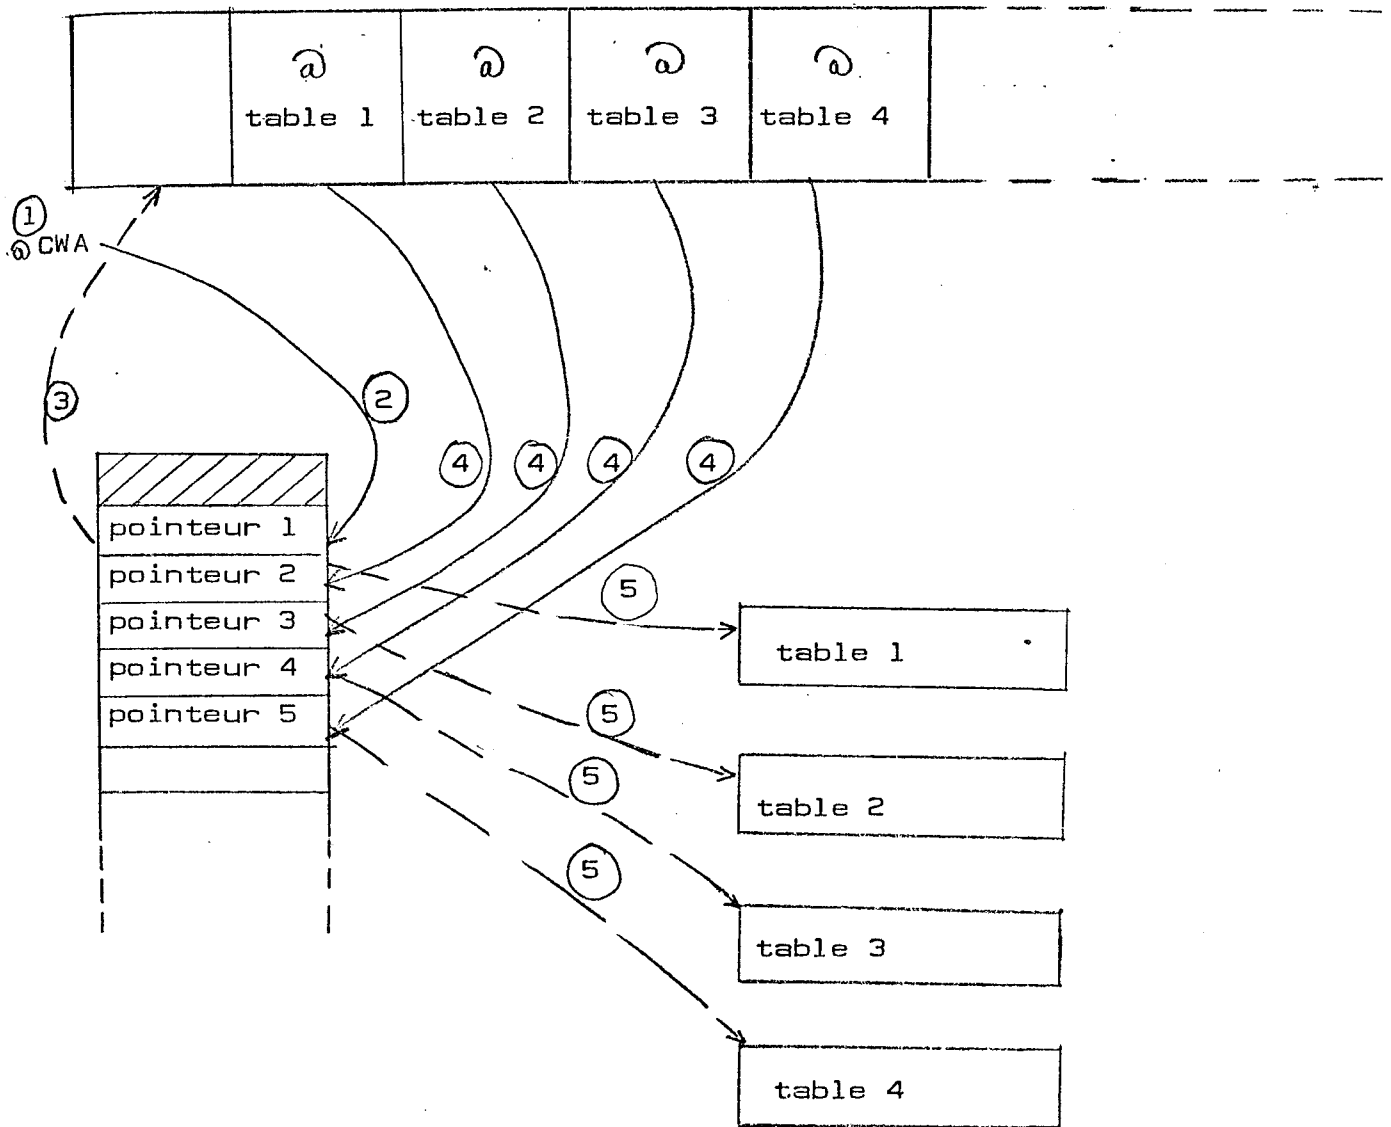 @ @ @ @
table 1 table 2 table 3 table 4
1
@ CWA
3
2
4 4 4 4
pointeur 1
pointeur 2
5
pointeur 3
table 1
pointeur 4
pointeur 5
5
5
table 2
5
table 3
table 4